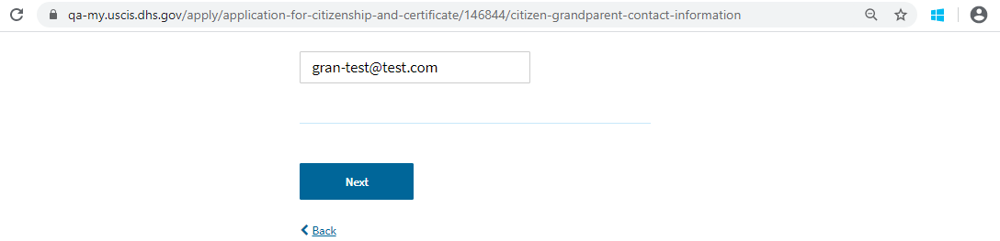 qa-my.uscis.dhs.gov/apply/application-for-citizenship-and-certificate/146844/citizen-grandparent-contact-information
gran-test@test.com
Next
Back